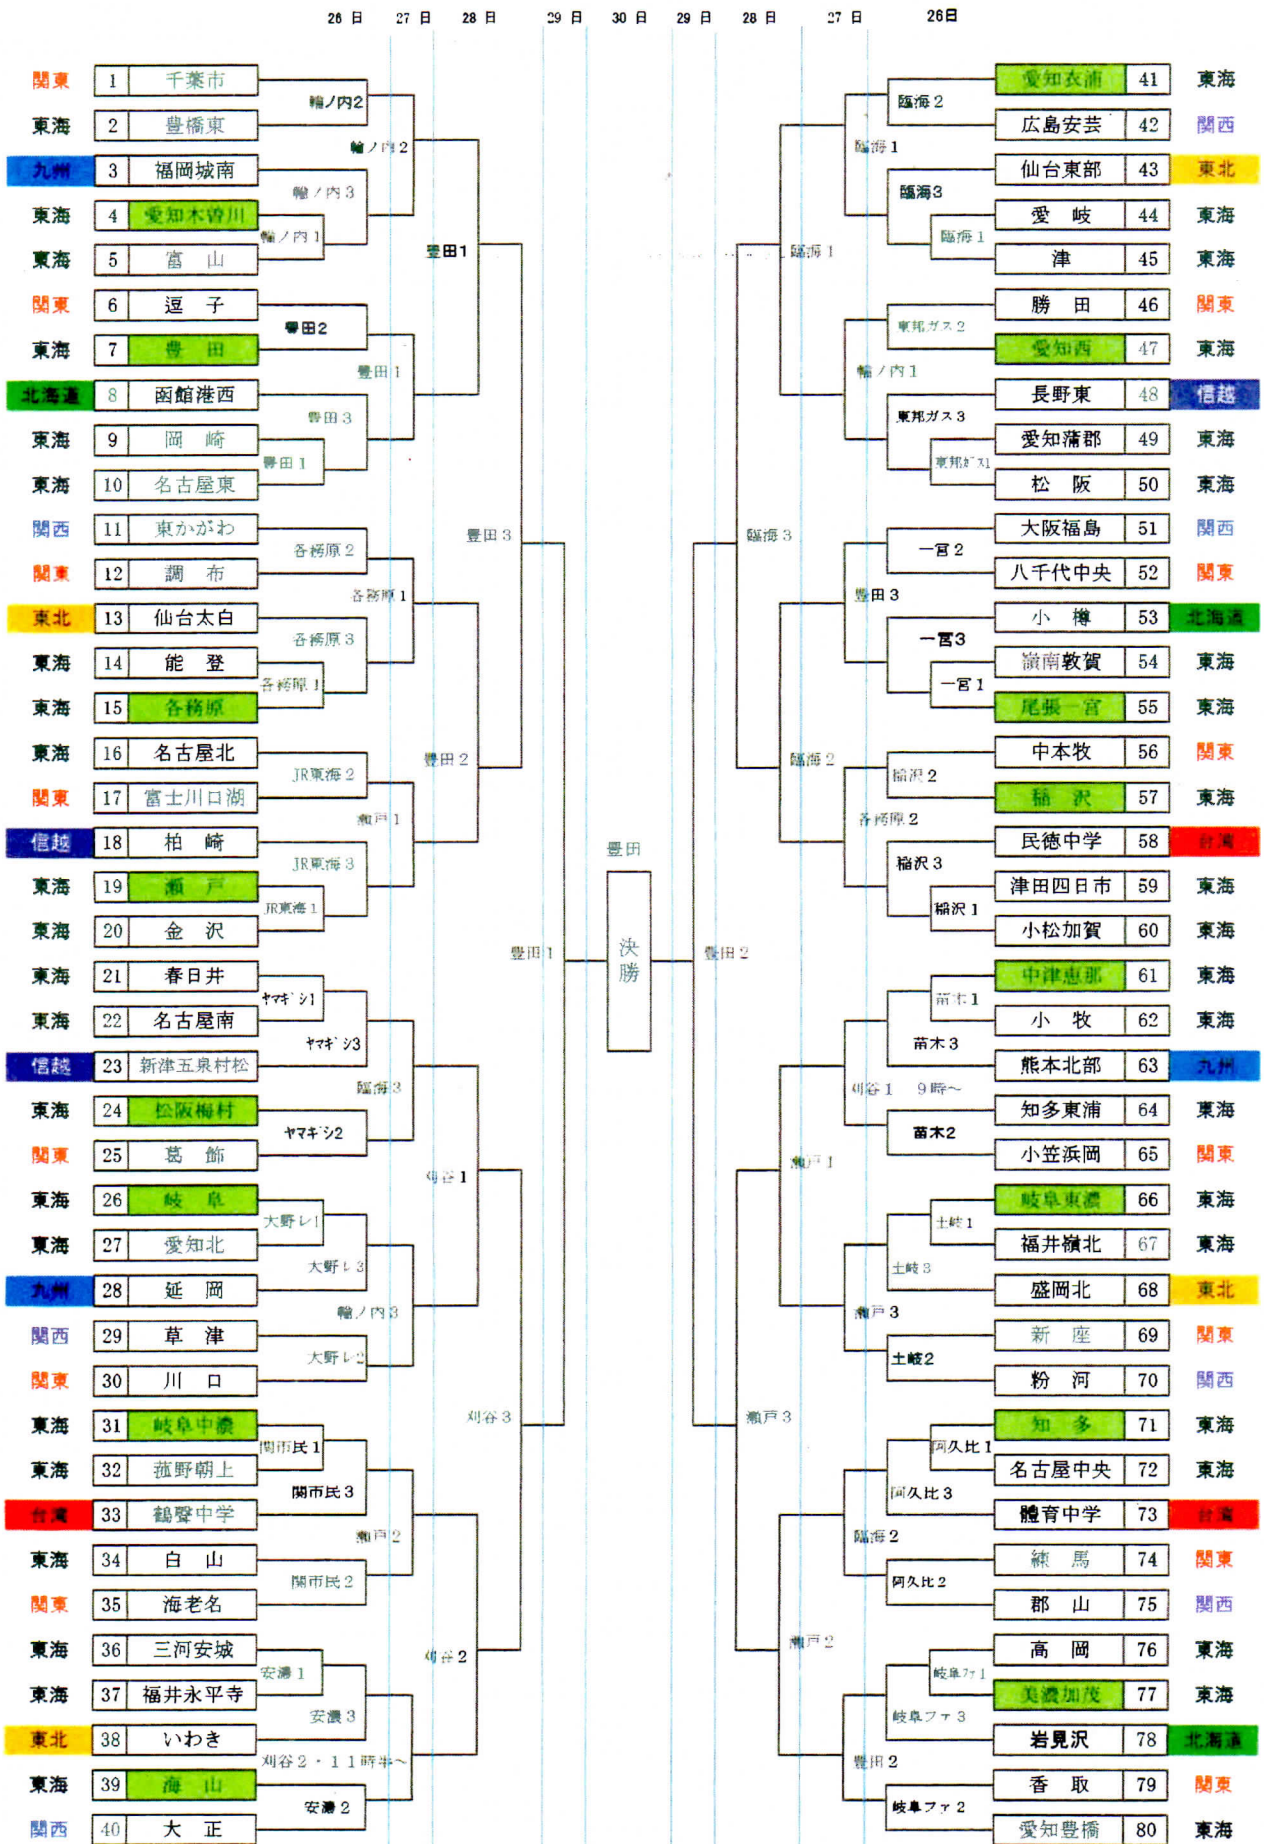 26日 27日 28日 29日 30日 29日 28日 27日 26日
関東 1 千葉市
輪ノ内2
東海 2 豊橋東
輪ノ内2
九州 3 福岡城南
輪ノ内3
東海 4 愛知木曽川
輪ノ内1
東海 5 富山
豊田1
関東 6 逗子
豊田2
東海 7 豊田
豊田1
北海道 8 函館港西
豊田3
東海 9 岡崎
豊田1
東海 10 名古屋東
関西 11 東かがわ
豊田3
各務原2
関東 12 調布
各務原1
東北 13 仙台太白
各務原3
東海 14 能登
各務原1
東海 15 各務原
東海 16 名古屋北
豊田2
JR東海2
関東 17 富士川口湖
瀬戸1
信越 18 柏崎
JR東海3
東海 19 瀬戸
JR東海1
東海 20 金沢
豊田1
東海 21 春日井
ヤマギシ1
東海 22 名古屋南
ヤマギシ3
信越 23 新津五泉村松
臨海3
東海 24 松阪梅村
ヤマギシ2
関東 25 葛飾
刈谷1
東海 26 岐阜
大野レ1
東海 27 愛知北
大野レ3
九州 28 延岡
輪ノ内3
関西 29 草津
大野レ2
関東 30 川口
刈谷3
東海 31 岐阜中濃
関市民1
東海 32 菰野朝上
関市民3
台湾 33 鶴聲中学
瀬戸2
東海 34 白山
関市民2
関東 35 海老名
東海 36 三河安城
刈谷2
安濃1
東海 37 福井永平寺
安濃3
東北 38 いわき
刈谷2・11時半~
東海 39 海山
安濃2
関西 40 大正
豊田
決勝
愛知衣浦 41 東海
臨海2
広島安芸 42 関西
臨海1
仙台東部 43 東北
臨海3
愛岐 44 東海
臨海1
津 45 東海
臨海1
勝田 46 関東
東邦ガス2
愛知西 47 東海
輪ノ内1
長野東 48 信越
東邦ガス3
愛知蒲郡 49 東海
東邦ガス1
松阪 50 東海
大阪福島 51 関西
臨海3
一宮2
八千代中央 52 関東
豊田3
小樽 53 北海道
一宮3
嶺南敦賀 54 東海
一宮1
尾張一宮 55 東海
中本牧 56 関東
臨海2
稲沢2
稲沢 57 東海
各務原2
民徳中学 58 台湾
稲沢3
津田四日市 59 東海
稲沢1
小松加賀 60 東海
豊田2
中津恵那 61 東海
苗木1
小牧 62 東海
苗木3
熊本北部 63 九州
刈谷1 9時~
知多東浦 64 東海
苗木2
小笠浜岡 65 関東
瀬戸1
岐阜東濃 66 東海
土岐1
福井嶺北 67 東海
土岐3
盛岡北 68 東北
瀬戸3
新座 69 関東
土岐2
粉河 70 関西
瀬戸3
知多 71 東海
阿久比1
名古屋中央 72 東海
阿久比3
體育中学 73 台湾
臨海2
練馬 74 関東
阿久比2
郡山 75 関西
瀬戸2
高岡 76 東海
岐阜ファ1
美濃加茂 77 東海
岐阜ファ3
岩見沢 78 北海道
豊田2
香取 79 関東
岐阜ファ2
愛知豊橋 80 東海